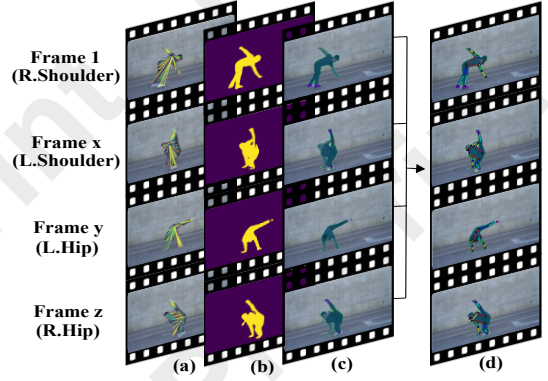 Frame 1
(R.Shoulder)
Frame x
(L.Shoulder)
Frame y
(L.Hip)
Frame z
(R.Hip)
(a) (b) (c) (d)